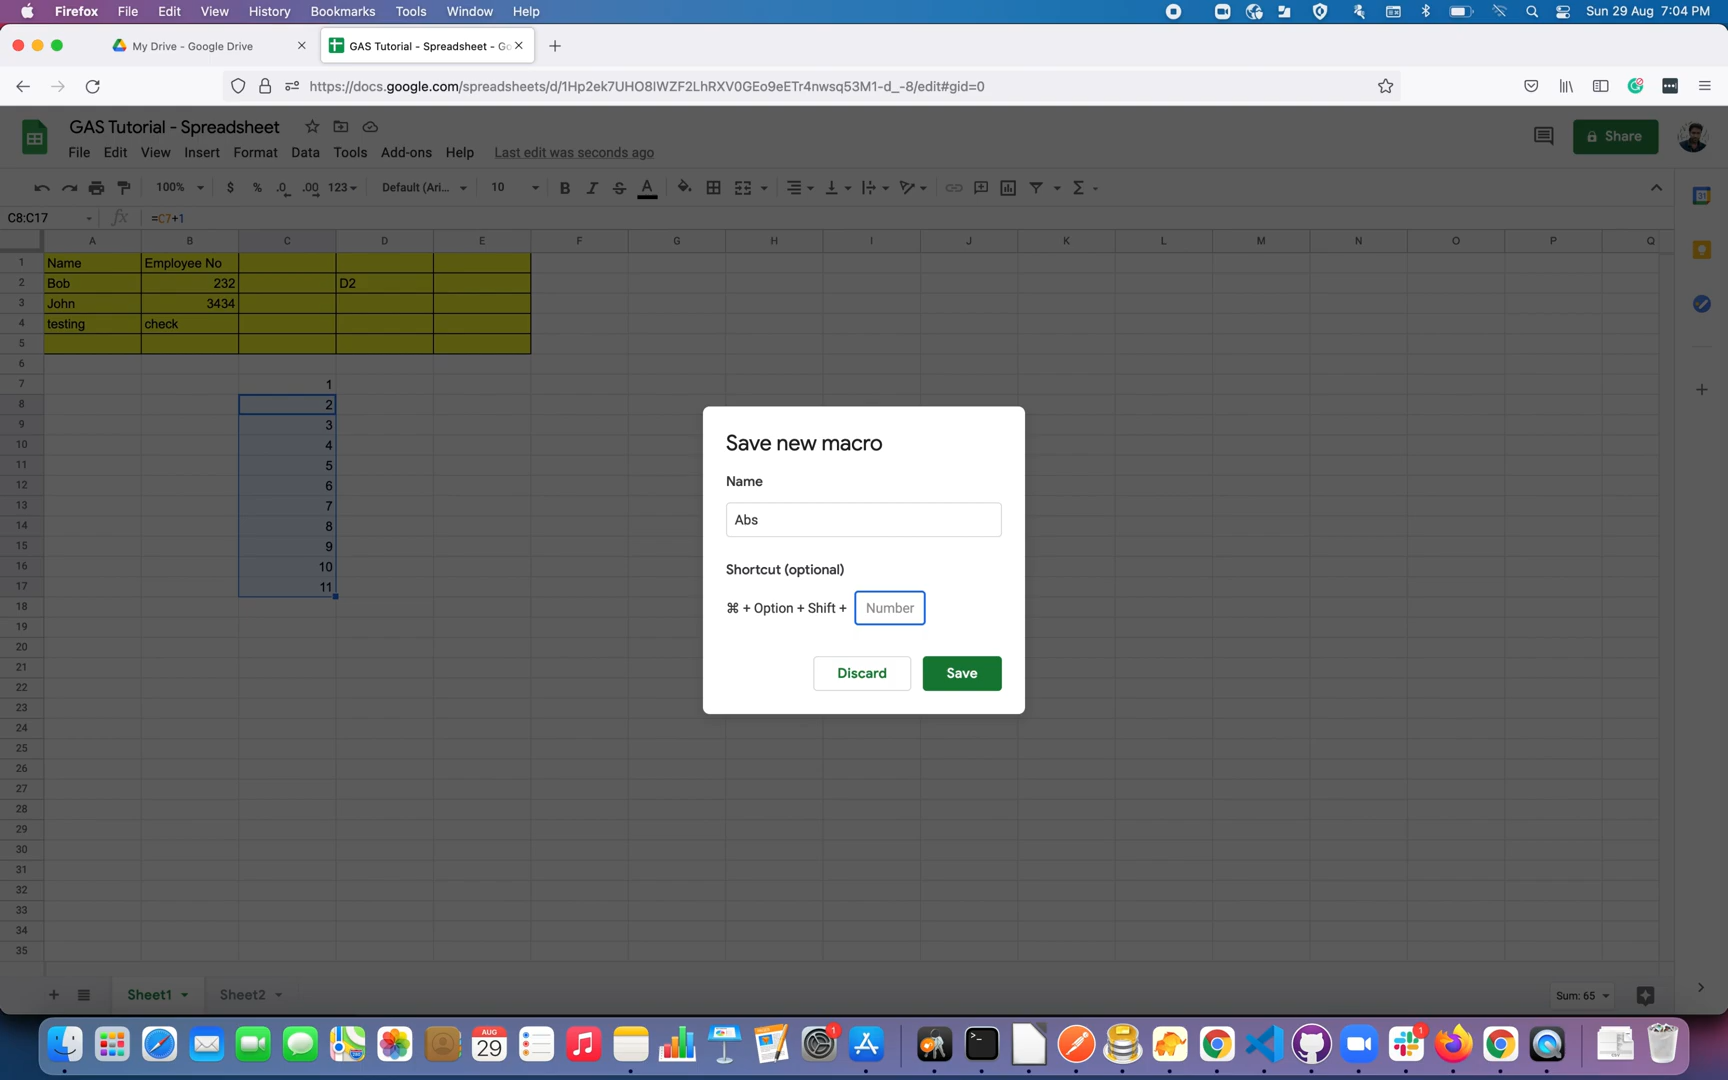 Firefox File Edit View History Bookmarks Tools Window Help Sun 29 Aug 7:04 PM
My Drive - Google Drive GAS Tutorial - Spreadsheet - Go
https://docs.google.com/spreadsheets/d/1Hp2ek7UHO8IWZF2LhRXV0GEo9eETr4nwsq53M1-d_-8/edit#gid=0
GAS Tutorial - Spreadsheet
Share
File Edit View Insert Format Data Tools Add-ons Help Last edit was seconds ago
100% $ % .0 .00 123 Default (Ari... 10 B I S A Σ
C8:C17 fx =C7+1
A B C D E F G H I J K L M N O P Q
1 Name Employee No
2 Bob 232 D2
3 John 3434
4 testing check
5
6
7 1
8 2
9 3
10 4
11 5
12 6
13 7
14 8
15 9
16 10
17 11
18
19
20
21
22
23
24
25
26
27
28
29
30
31
32
33
34
35
Save new macro
Name
Abs
Shortcut (optional)
⌘ + Option + Shift + Number
Discard Save
Sheet1 Sheet2 Sum: 65
AUG
29
1
1